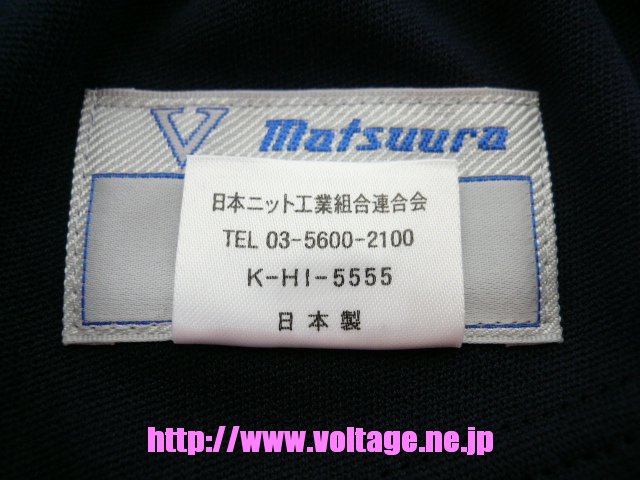 Matsuura
日本ニット工業組合連合会
TEL 03-5600-2100
K-HI-5555
日本製
http://www.voltage.ne.jp